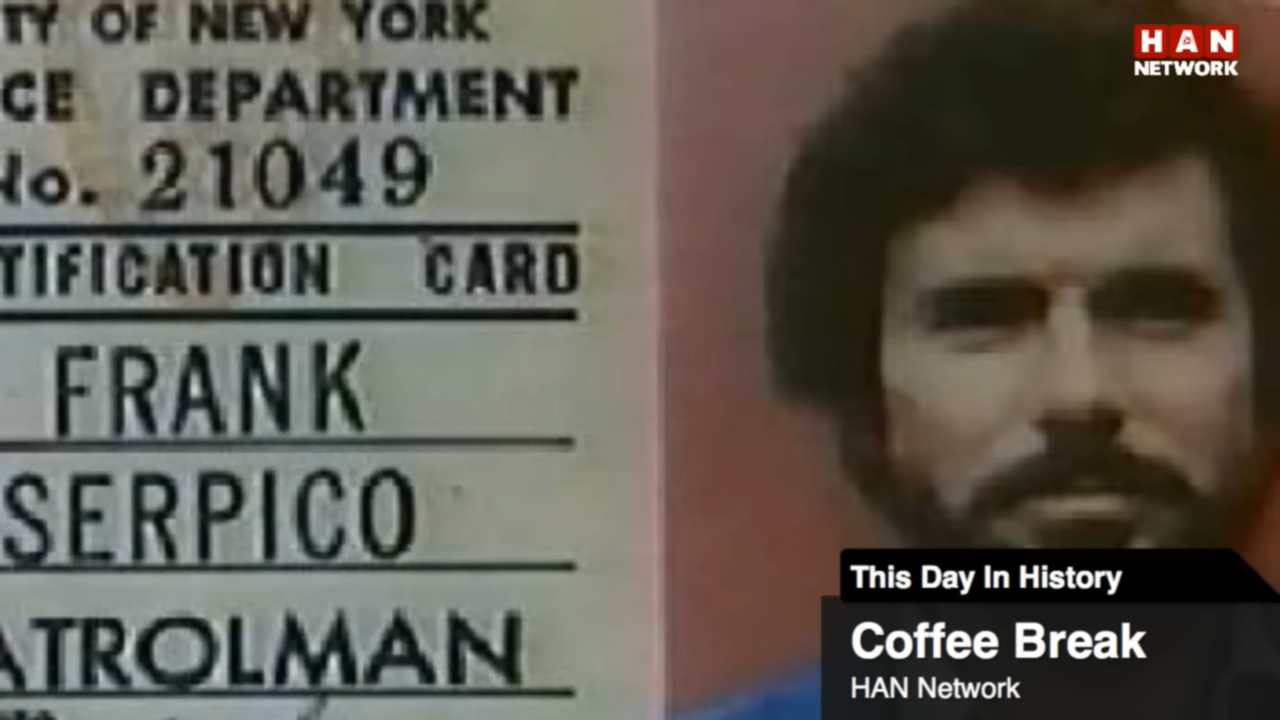 TY OF NEW YORK
CE DEPARTMENT
No. 21049
TIFICATION CARD
FRANK
SERPICO
ATROLMAN
HAN
NETWORK
This Day In History
Coffee Break
HAN Network